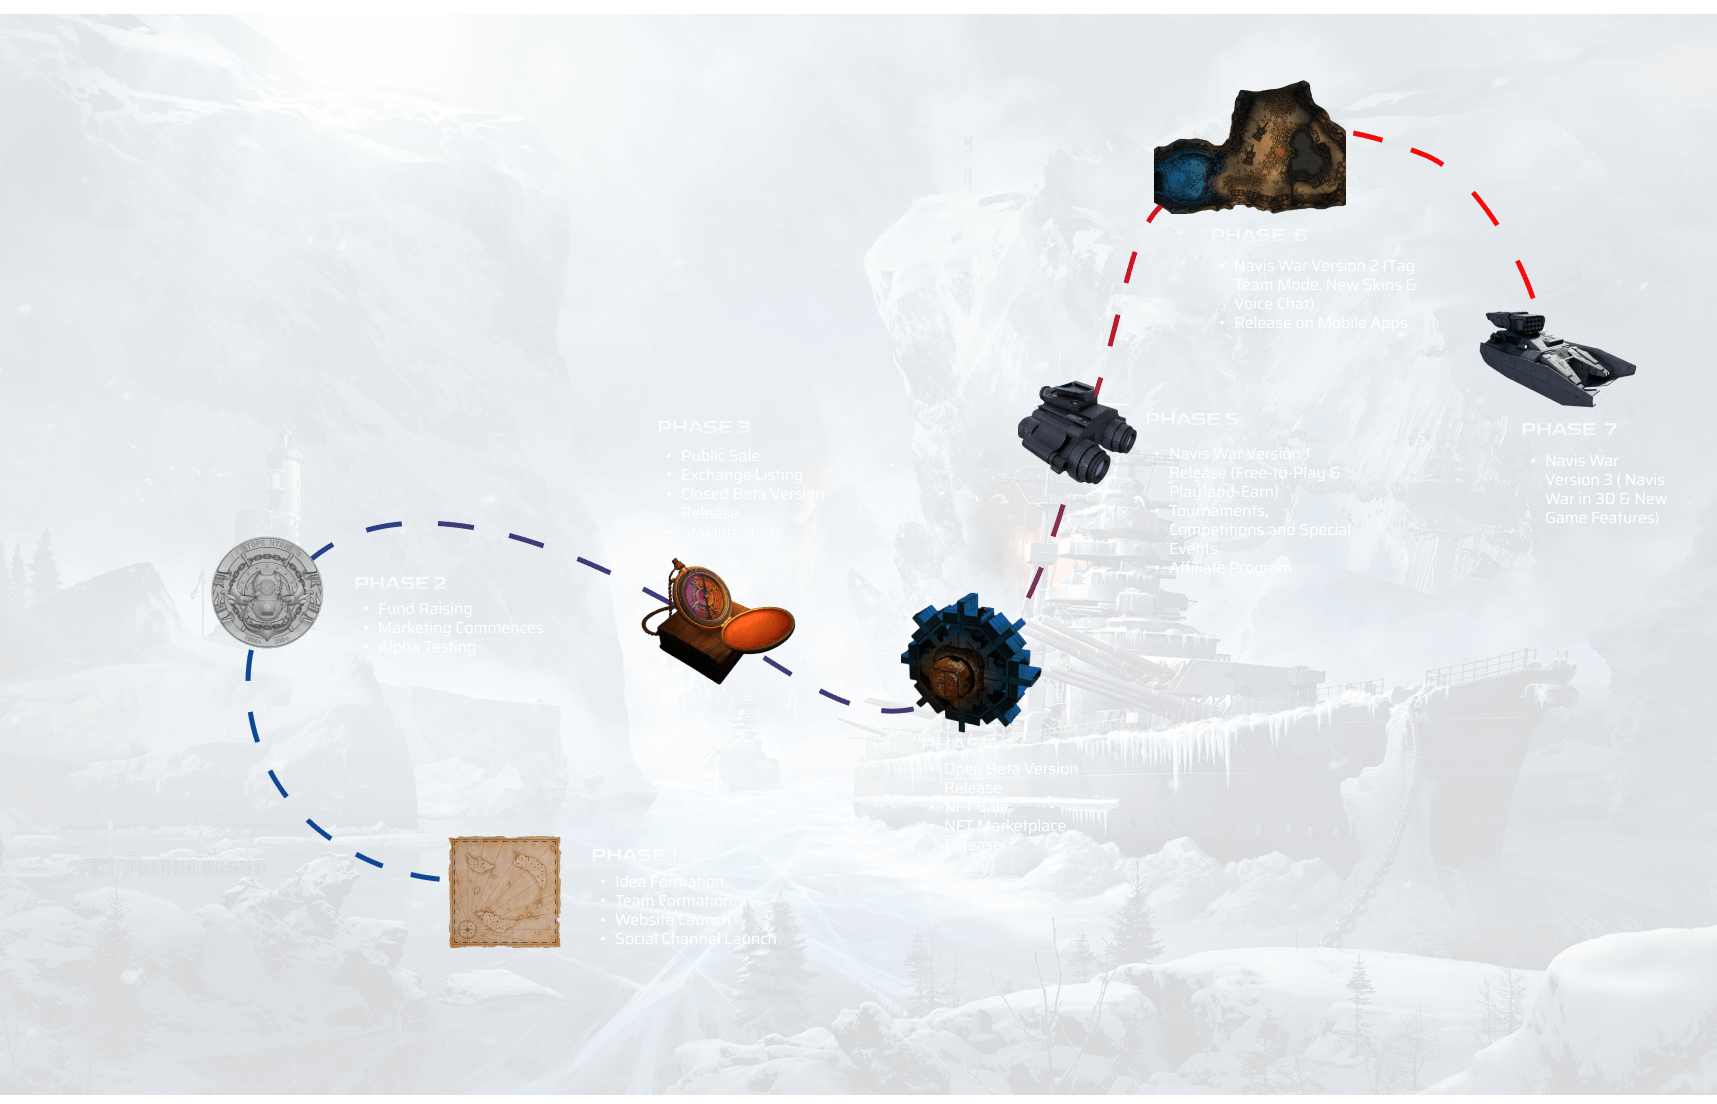 PHASE 6
• Navis War Version 2 (Tag
Team Mode, New Skins &
Voice Chat)
• Release on Mobile Apps
PHASE 5
• Navis War Version 1
Release (Free-to-Play &
Play-and-Earn)
Tournaments,
Competitions and Special
Events
Affiliate Program
PHASE 7
• Navis War
Version 3 ( Navis
War in 3D & New
Game Features)
PHASE 3
• Public Sale
• Exchange Listing
• Closed Beta Version
Release
• Staking Starts
PHASE 2
• Fund Raising
• Marketing Commences
• Alpha Testing
PHASE
• Open Beta Version
Release
• NFT Sale
• NFT Marketplace
Release
PHASE 1
• Idea Formation
• Team Formation
• Website Launch
• Social Channel Launch